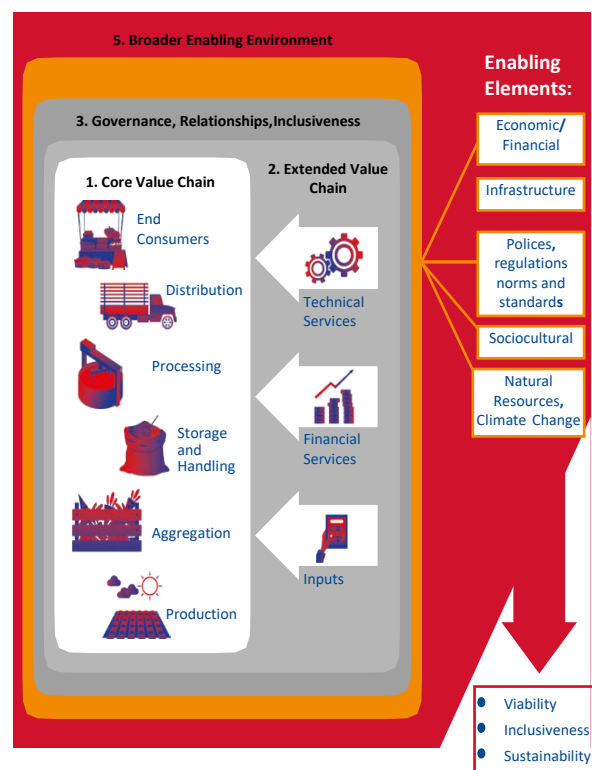 5. Broader Enabling Environment
3. Governance, Relationships,Inclusiveness
1. Core Value Chain
End
Consumers
Distribution
Processing
Storage
and
Handling
Aggregation
Production
2. Extended Value
Chain
Technical
Services
Financial
Services
Inputs
Enabling
Elements:
Economic/
Financial
Infrastructure
Polices,
regulations
norms and
standards
Sociocultural
Natural
Resources,
Climate Change
• Viability
• Inclusiveness
• Sustainability